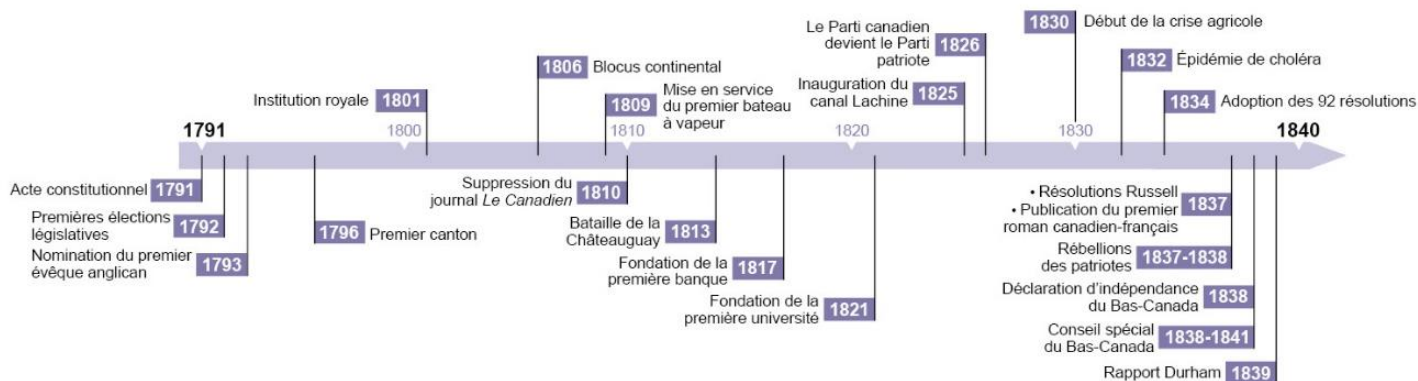 1830
Début de la crise agricole
Le Parti canadien
devient le Parti
patriote
1826
1806
Blocus continental
1832
Épidémie de choléra
Institution royale
1801
1809
Mise en service
du premier bateau
à vapeur
Inauguration du
canal Lachine
1825
1834
Adoption des 92 résolutions
1791
1800
1810
1820
1830
1840
Acte constitutionnel
1791
Premières élections
législatives
1792
Nomination du premier
évêque anglican
1793
1796
Premier canton
Suppression du
journal Le Canadien
1810
Bataille de la
Châteauguay
1813
Fondation de la
première banque
1817
Fondation de la
première université
1821
• Résolutions Russell
• Publication du premier
roman canadien-français
1837
Rébellions
des patriotes
1837-1838
Déclaration d'indépendance
du Bas-Canada
1838
Conseil spécial
du Bas-Canada
1838-1841
Rapport Durham
1839